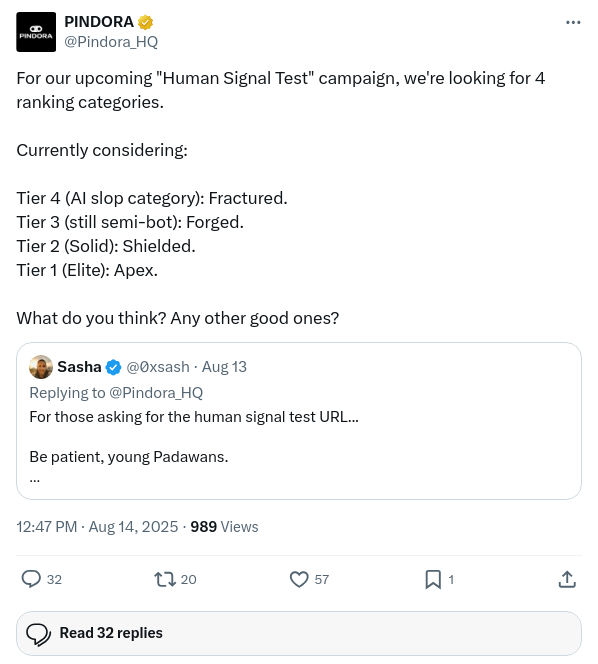 PINDORA
PINDORA
@Pindora_HQ
For our upcoming "Human Signal Test" campaign, we're looking for 4
ranking categories.
Currently considering:
Tier 4 (AI slop category): Fractured.
Tier 3 (still semi-bot): Forged.
Tier 2 (Solid): Shielded.
Tier 1 (Elite): Apex.
What do you think? Any other good ones?
Sasha @0xsash · Aug 13
Replying to @Pindora_HQ
For those asking for the human signal test URL...
Be patient, young Padawans.
...
12:47 PM · Aug 14, 2025 · 989 Views
32 20 57 1
Read 32 replies